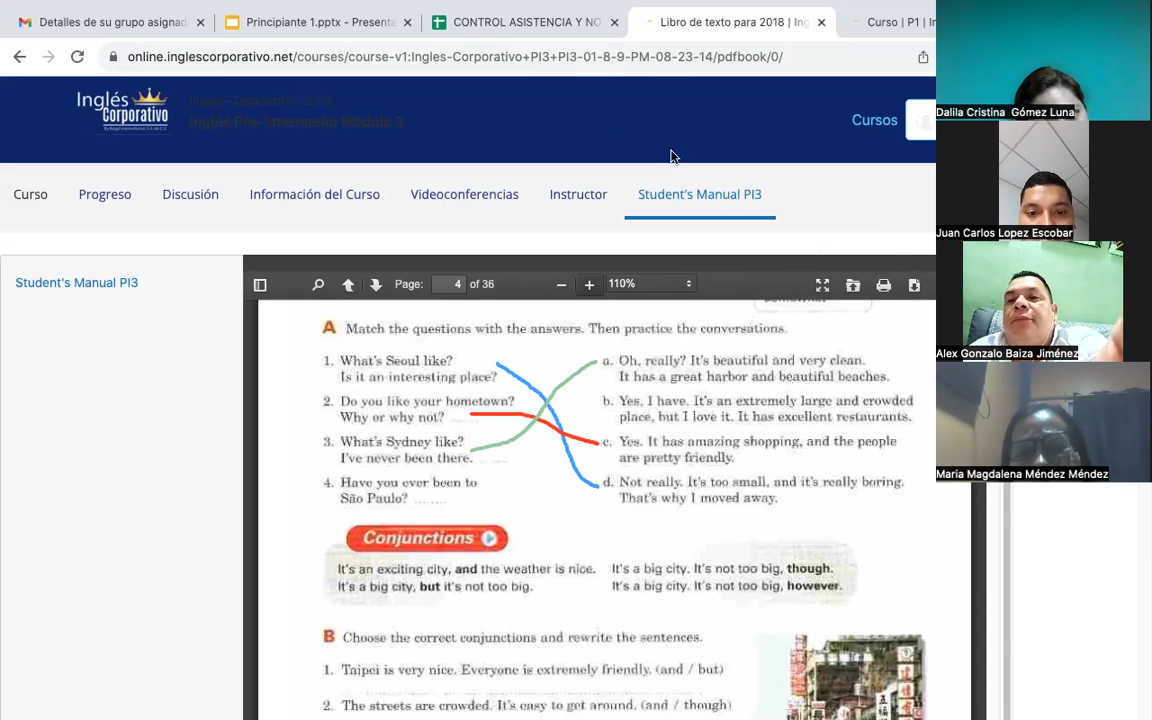 Detalles de su grupo asignad
Principiante 1.pptx - Presenta
CONTROL ASISTENCIA Y NO
Libro de texto para 2018 | Ing
Curso | P1 | In
online.inglescorporativo.net/courses/course-v1:Ingles-Corporativo+PI3+PI3-01-8-9-PM-08-23-14/pdfbook/0/
Inglés
Corporativo
Inglés Pre-Intermedio Módulo 3
Cursos
Curso
Progreso
Discusión
Información del Curso
Videoconferencias
Instructor
Student's Manual PI3
Student's Manual PI3
Page: 4 of 36
110%
A Match the questions with the answers. Then practice the conversations.
1. What's Seoul like?
Is it an interesting place?
2. Do you like your hometown?
Why or why not?
3. What's Sydney like?
I've never been there.
4. Have you ever been to
São Paulo?
a. Oh, really? It's beautiful and very clean.
It has a great harbor and beautiful beaches.
b. Yes, I have. It's an extremely large and crowded
place, but I love it. It has excellent restaurants.
c. Yes. It has amazing shopping, and the people
are pretty friendly.
d. Not really. It's too small, and it's really boring.
That's why I moved away.
Conjunctions
It's an exciting city, and the weather is nice.
It's a big city, but it's not too big.
It's a big city. It's not too big, though.
It's a big city. It's not too big, however.
B Choose the correct conjunctions and rewrite the sentences.
1. Taipei is very nice. Everyone is extremely friendly. (and / but)
2. The streets are crowded. It's easy to get around. (and / though)
Dalila Cristina Gómez Luna
Juan Carlos Lopez Escobar
Alex Gonzalo Baiza Jiménez
Maria Magdalena Méndez Méndez